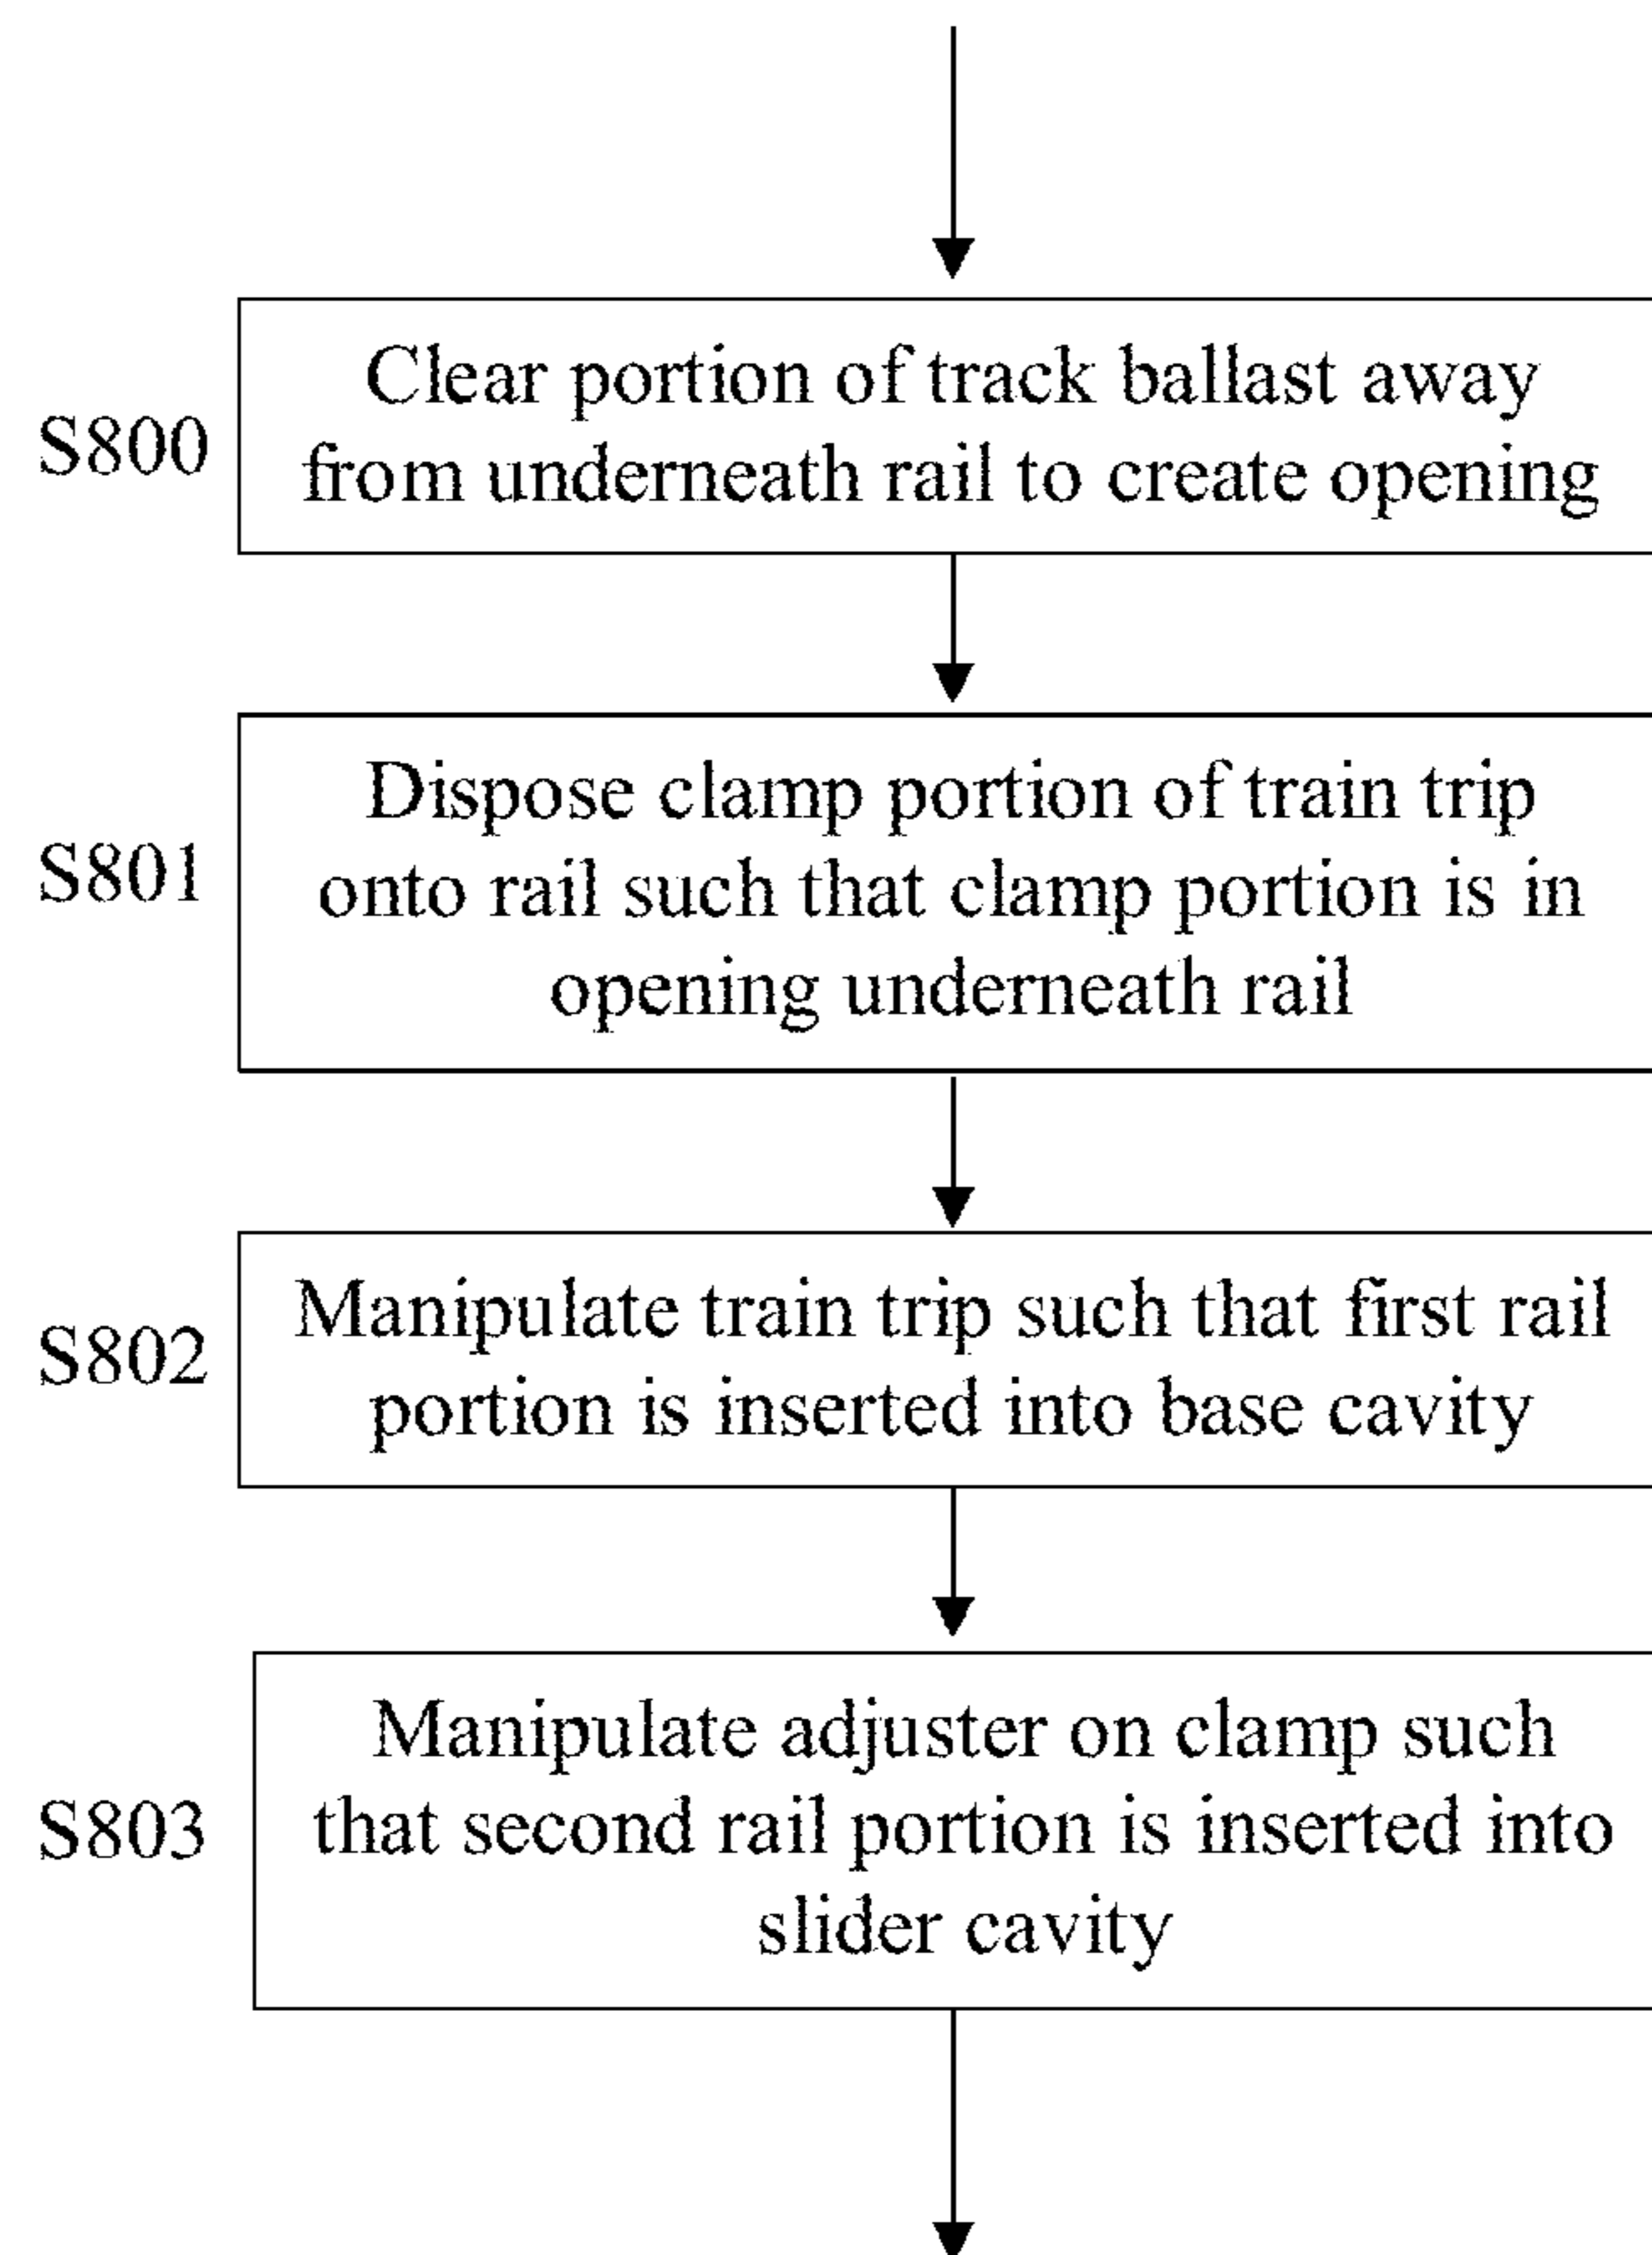 S800
Clear portion of track ballast away
from underneath rail to create opening
S801
Dispose clamp portion of train trip
onto rail such that clamp portion is in
opening underneath rail
S802
Manipulate train trip such that first rail
portion is inserted into base cavity
S803
Manipulate adjuster on clamp such
that second rail portion is inserted into
slider cavity